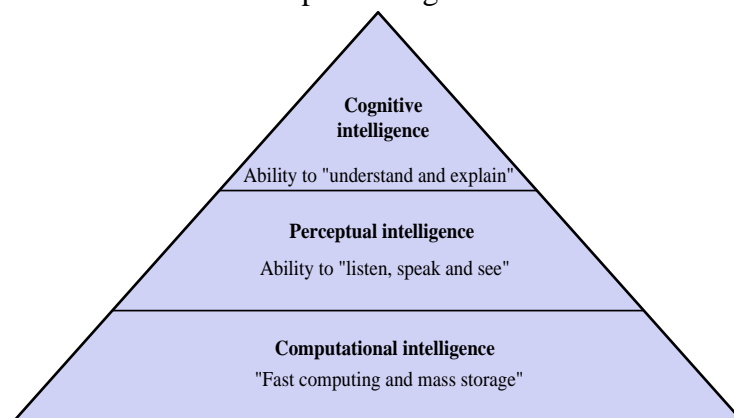 Cognitive
intelligence
Ability to "understand and explain"
Perceptual intelligence
Ability to "listen, speak and see"
Computational intelligence
"Fast computing and mass storage"